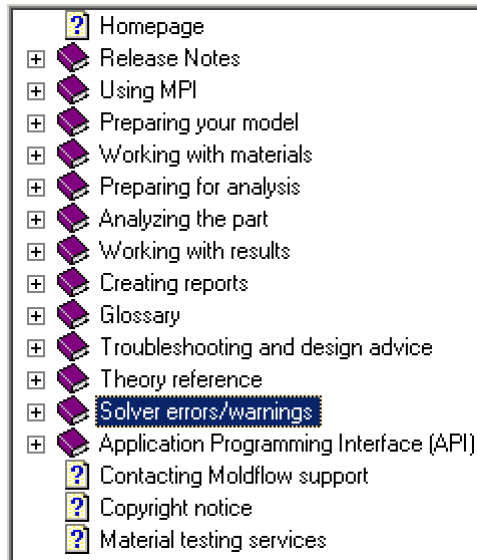 Homepage
Release Notes
Using MPI
Preparing your model
Working with materials
Preparing for analysis
Analyzing the part
Working with results
Creating reports
Glossary
Troubleshooting and design advice
Theory reference
Solver errors/warnings
Application Programming Interface (API)
Contacting Moldflow support
Copyright notice
Material testing services